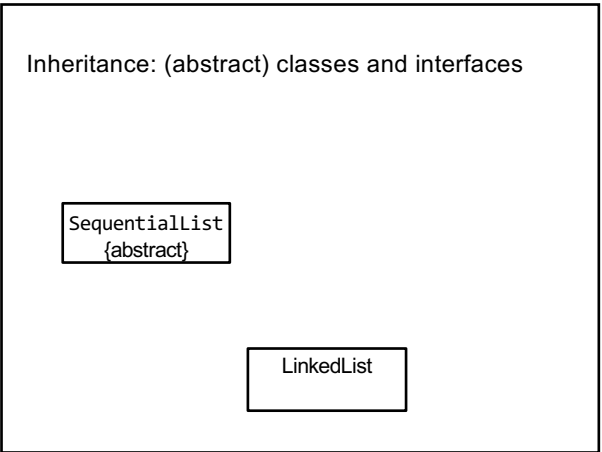 Inheritance: (abstract) classes and interfaces
SequentialList
{abstract}
LinkedList